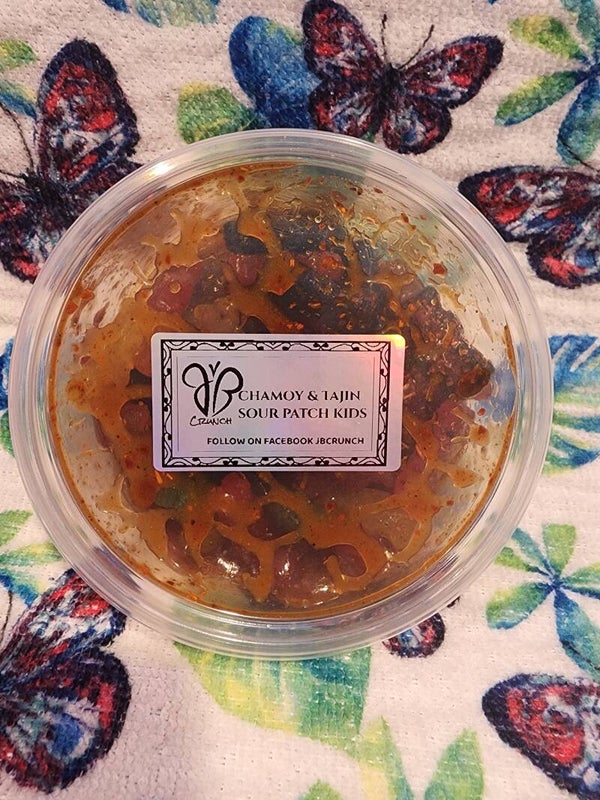 JB
CRUNCH
CHAMOY & TAJIN
SOUR PATCH KIDS
FOLLOW ON FACEBOOK JBCRUNCH